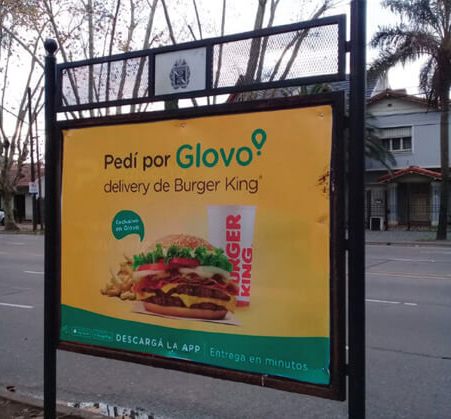 Pedí por Glovo
delivery de Burger King®
Exclusivo
en Glovo
BURGER
KING
DESCARGÁ LA APP
Entrega en minutos